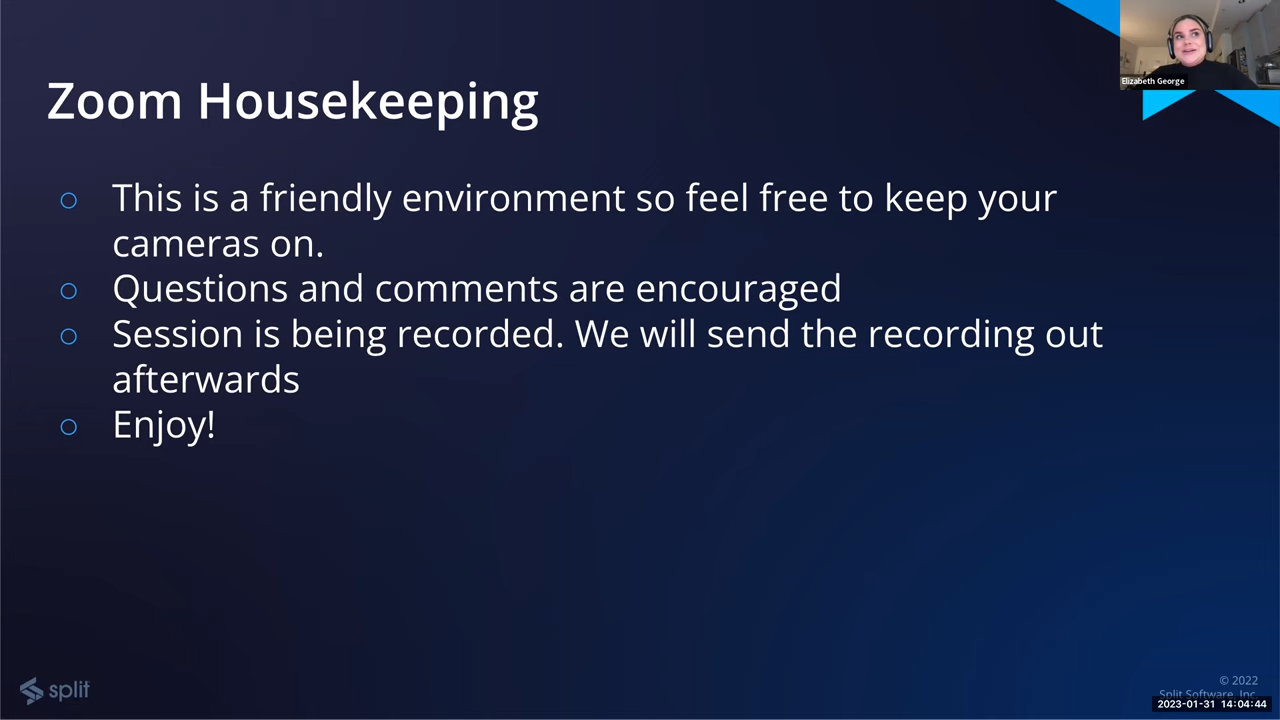 Elizabeth George
Zoom Housekeeping
○ This is a friendly environment so feel free to keep your
cameras on.
○ Questions and comments are encouraged
○ Session is being recorded. We will send the recording out
afterwards
○ Enjoy!
split
© 2022
Split Software, Inc.
2023-01-31 14:04:44